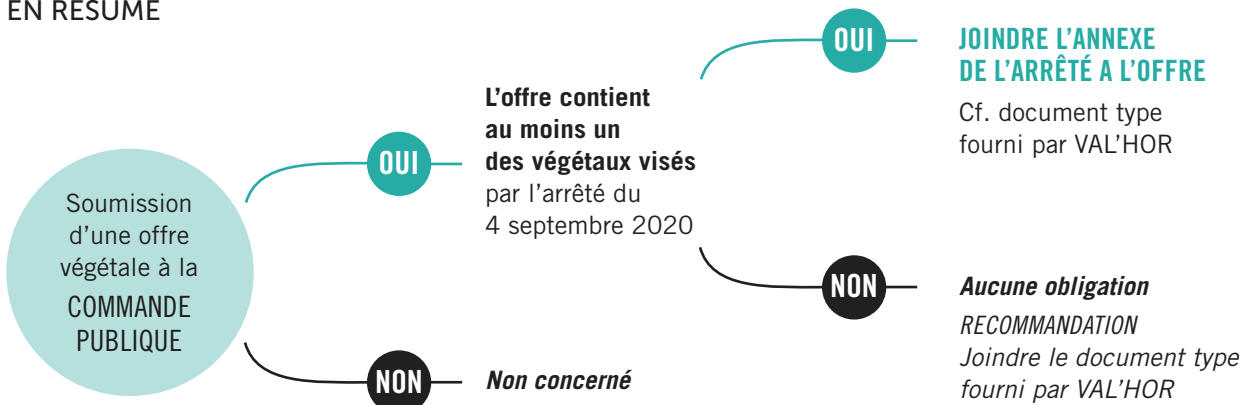 EN RÉSUMÉ
Soumission
d'une offre
végétale à la
COMMANDE
PUBLIQUE
OUI
L'offre contient
au moins un
des végétaux visés
par l'arrêté du
4 septembre 2020
OUI
JOINDRE L'ANNEXE
DE L'ARRÊTÉ A L'OFFRE
Cf. document type
fourni par VAL'HOR
NON
Aucune obligation
RECOMMANDATION
Joindre le document type
fourni par VAL'HOR
NON
Non concerné